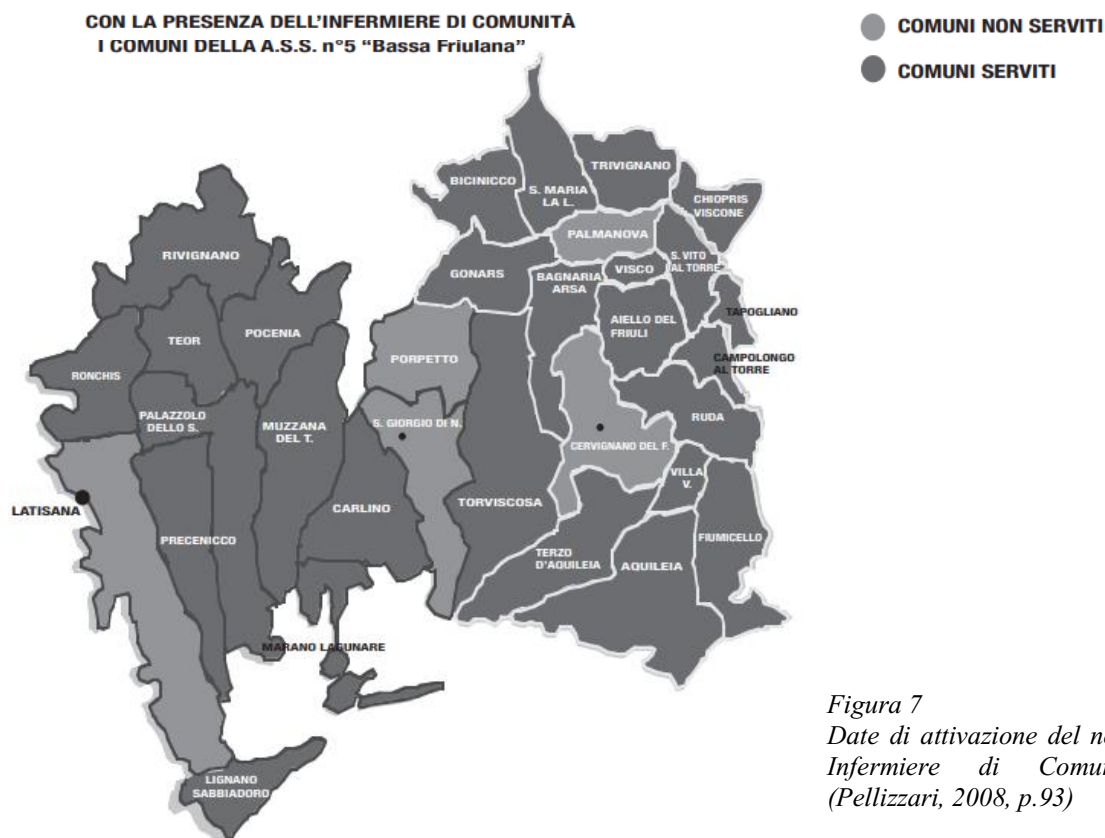 CON LA PRESENZA DELL'INFERMIERE DI COMUNITÀ
I COMUNI DELLA A.S.S. n°5 “Bassa Friulana”
COMUNI NON SERVITI
COMUNI SERVITI
TRIVIGNANO
BICINICCO
S. MARIA
LA L.
CHIOPRIS
VISCONE
PALMANOVA
RIVIGNANO
S. VITO
AL TORRE
GONARS
BAGNARIA
ARSA
VISCO
TAPOGLIANO
AIELLO DEL
FRIULI
POCENIA
TEOR
PORPETTO
CAMPOLONGO
AL TORRE
RONCHIS
PALAZZOLO
DELLO S.
MUZZANA
DEL T.
S. GIORGIO DI N.
RUDA
CERVIGNANO DEL F.
VILLA
V.
LATISANA
CARLINO
TORVISCOSA
PRECENICCO
FIUMICELLO
TERZO
D'AQUILEIA
AQUILEIA
MARANO LAGUNARE
LIGNANO
SABBIADORO
Figura 7
Date di attivazione del
Infermiere di
(Pellizzari, 2008, p.93)